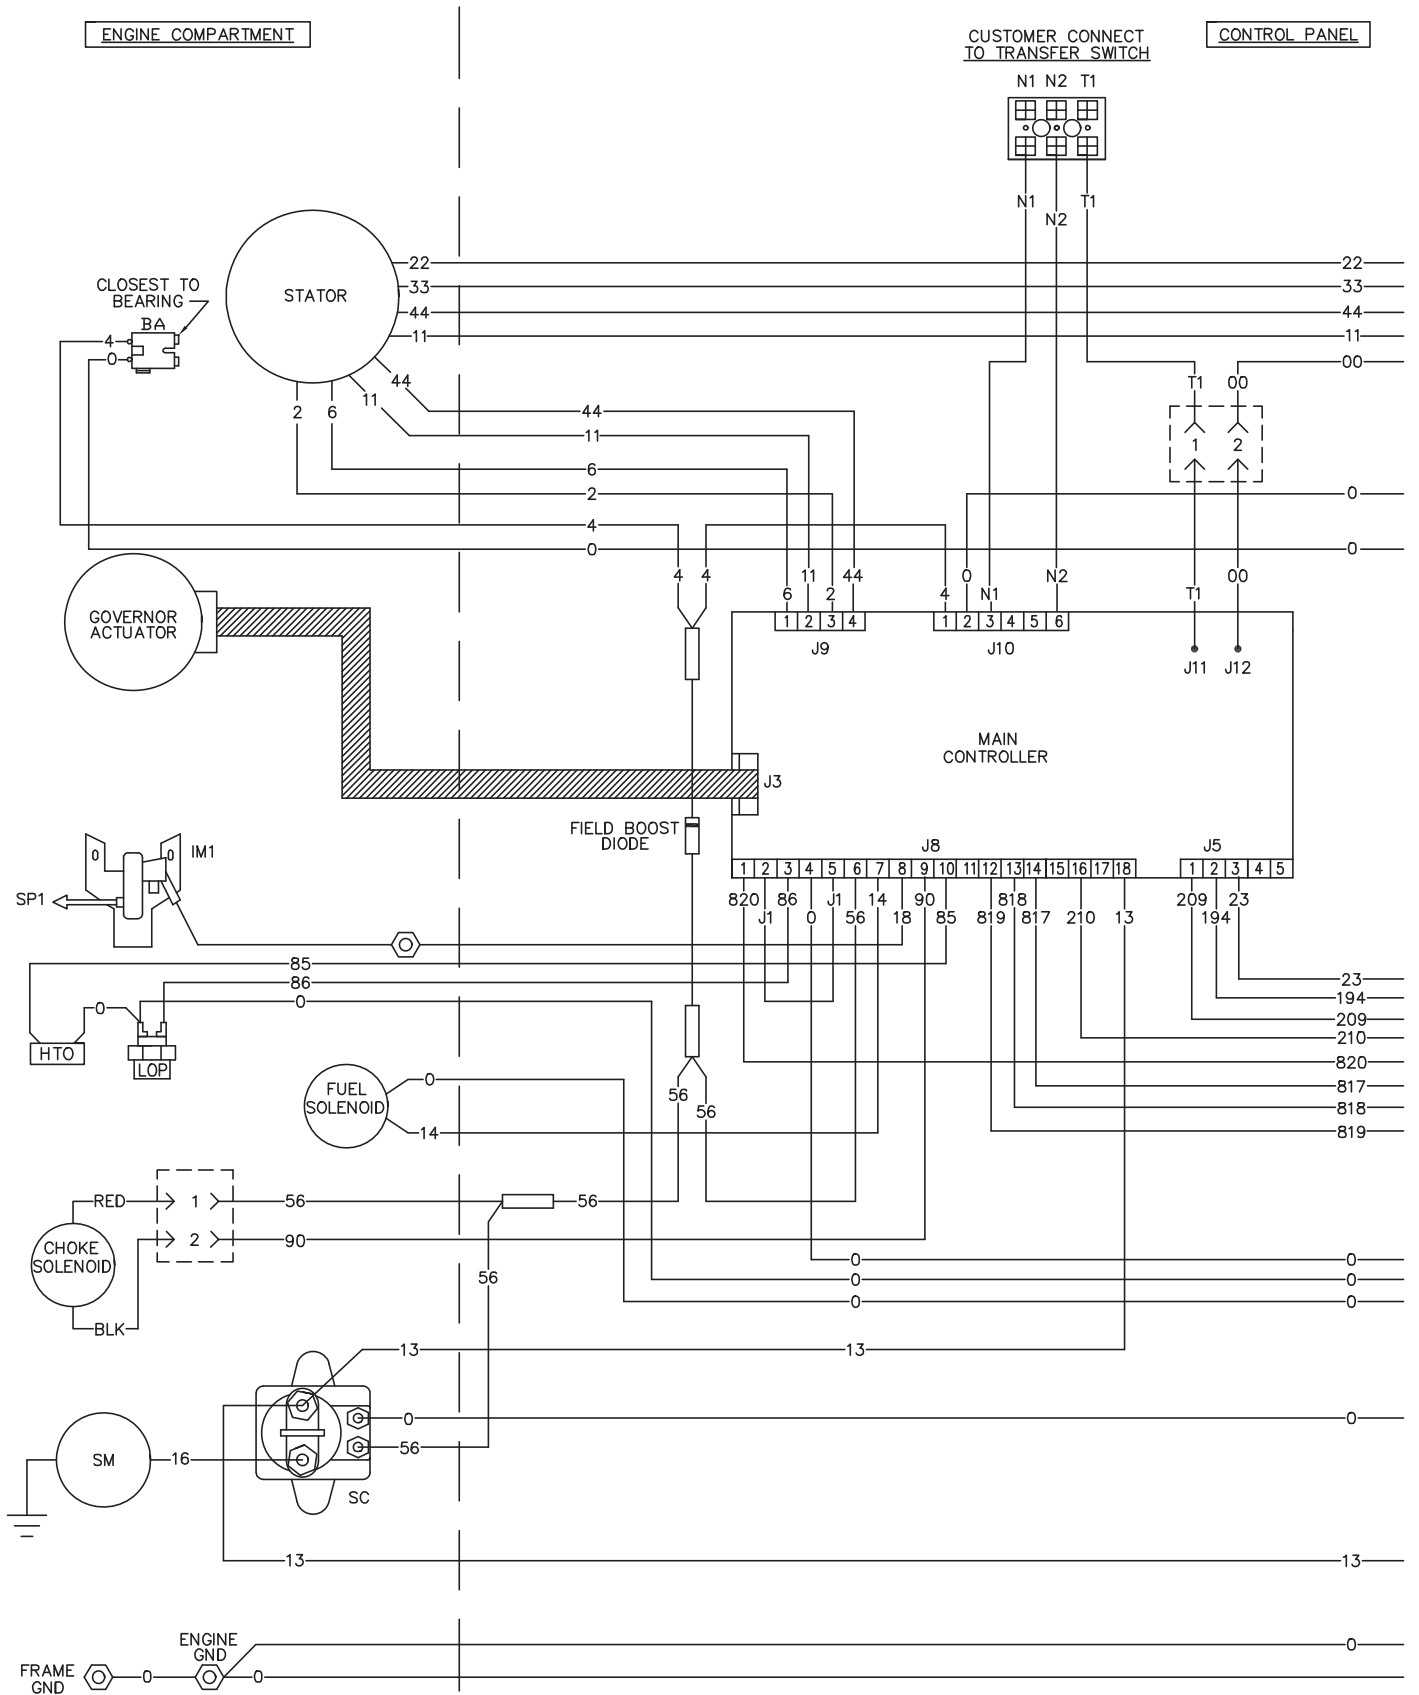 ENGINE COMPARTMENT
CUSTOMER CONNECT
TO TRANSFER SWITCH
CONTROL PANEL
N1 N2 T1
N1
N2
T1
22
22
33
33
44
44
11
11
00
STATOR
CLOSEST TO
BEARING
BA
4
0
2
6
11
44
44
11
6
2
4
0
T1
00
1
2
0
0
4
4
6
11
2
44
4
0
N1
N2
T1
00
1 2 3 4
J9
1 2 3 4 5 6
J10
J11
J12
GOVERNOR
ACTUATOR
MAIN
CONTROLLER
J3
FIELD BOOST
DIODE
J8
J5
1 2 3 4 5 6 7 8 9 10 11 12 13 14 15 16 17 18
1 2 3 4 5
820 86 J1 14 90 818 209 23
J1 0 56 18 85 819 817 210 13 194
0
0
IM1
SP1
85
86
0
0
HTO
LOP
23
194
209
210
820
817
818
819
FUEL
SOLENOID
0
14
56
56
RED
1
56
56
2
90
CHOKE
SOLENOID
BLK
56
0
0
0
0
0
0
13
13
0
0
56
SM
16
SC
13
13
ENGINE
GND
0
FRAME
GND
0
0